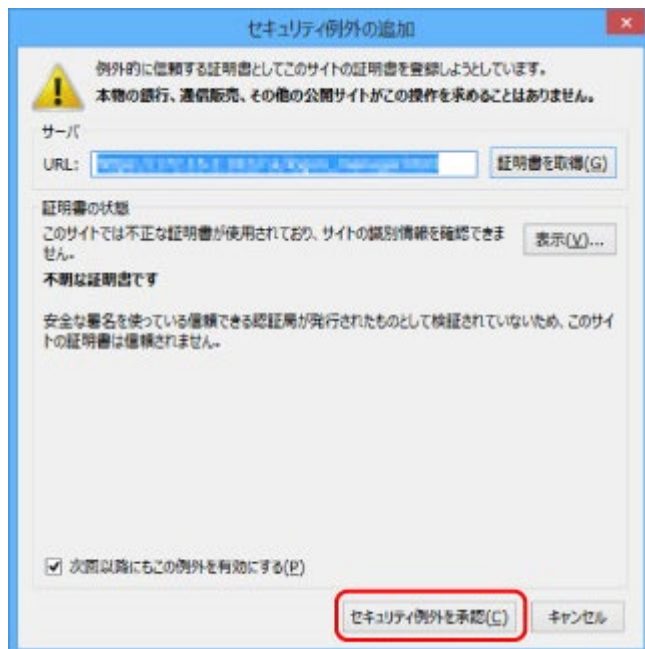 セキュリティ例外の追加
例外的に信頼する証明書としてこのサイトの証明書を登録しようとしています。
本物の銀行、通信販売、その他の公開サイトがこの操作を求めることはありません。
サーバ
URL:
証明書を取得(G)
証明書の状態
このサイトでは不正な証明書が使用されており、サイトの識別情報を確認できま
せん。
表示(V)...
不明な証明書です
安全な署名を使っている信頼できる認証局が発行されたものとして検証されていないため、このサイ
トの証明書は信頼されません。
次回以降にもこの例外を有効にする(P)
セキュリティ例外を承認(C)
キャンセル